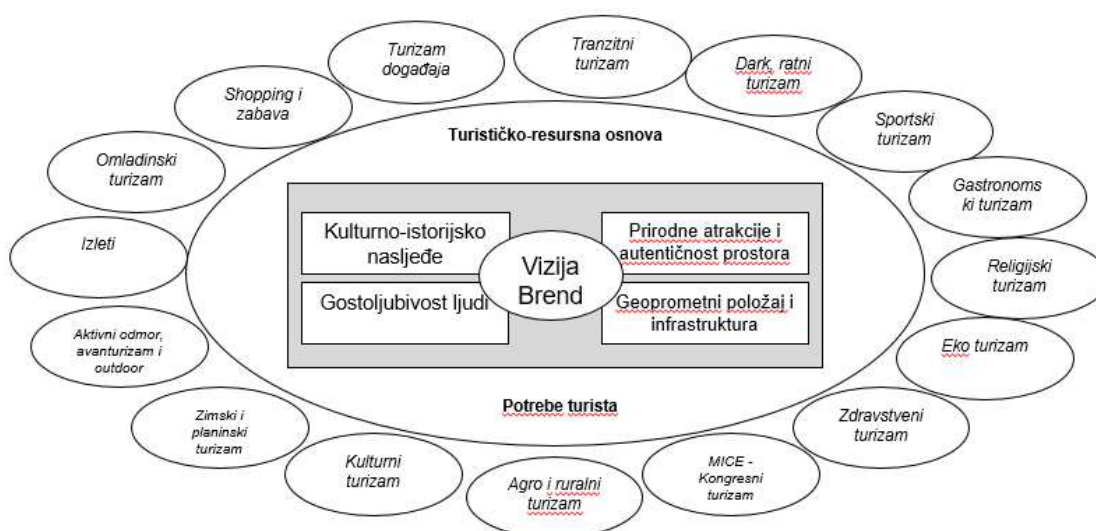 Turizam
događaja
Tranzitni
turizam
Dark, ratni
turizam
Shopping i
zabava
Sportski
turizam
Turističko-resursna osnova
Omladinski
turizam
Gastronoms
ki turizam
Izleti
Kulturno-istorijsko
nasljeđe
Prirodne atrakcije i
autentičnost prostora
Vizija
Brend
Religijski
turizam
Gostoljubivost ljudi
Geoprometni položaj i
infrastruktura
Aktivni odmor,
avanturizam i
outdoor
Eko turizam
Potrebe turista
Zimski i
planinski
turizam
Zdravstveni
turizam
Kulturni
turizam
Agro i ruralni
turizam
MICE -
Kongresni
turizam